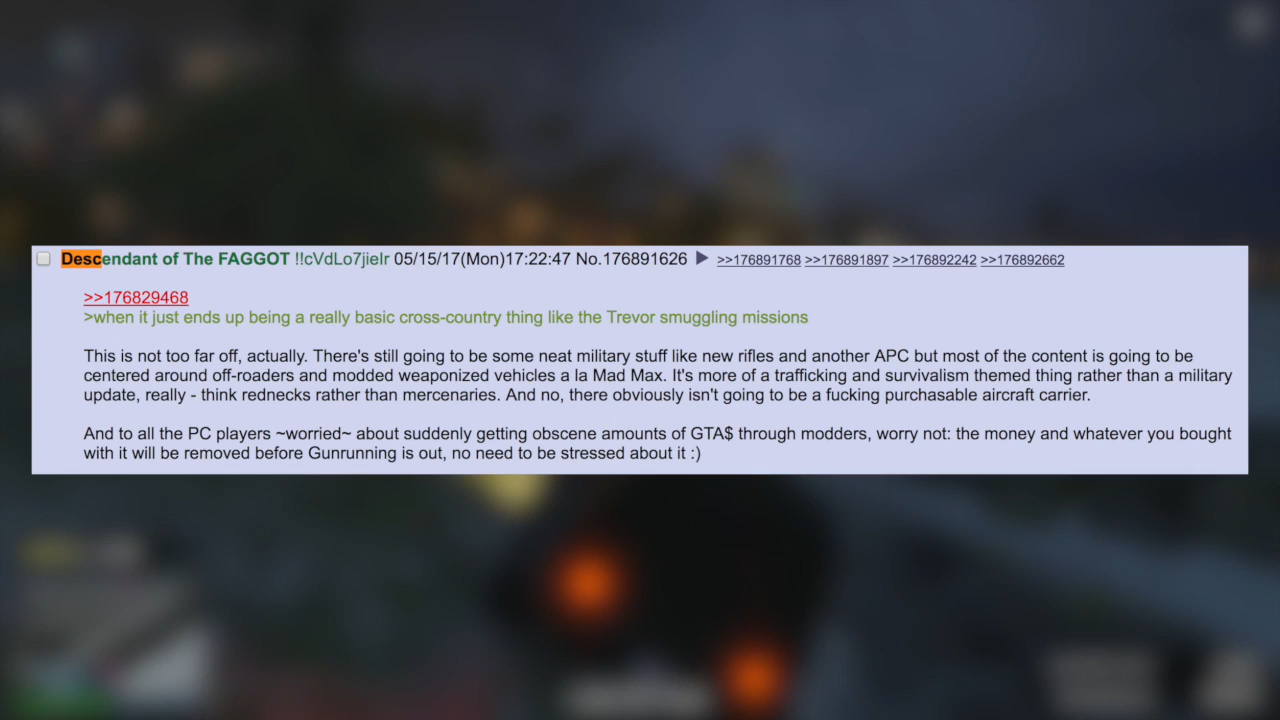 Descendant of The FAGGOT !!cVdLo7jieIr 05/15/17(Mon)17:22:47 No.176891626 ▶ >>176891768 >>176891897 >>176892242 >>176892662
>>176829468
>when it just ends up being a really basic cross-country thing like the Trevor smuggling missions
This is not too far off, actually. There's still going to be some neat military stuff like new rifles and another APC but most of the content is going to be
centered around off-roaders and modded weaponized vehicles a la Mad Max. It's more of a trafficking and survivalism themed thing rather than a military
update, really - think rednecks rather than mercenaries. And no, there obviously isn't going to be a fucking purchasable aircraft carrier.
And to all the PC players ~worried~ about suddenly getting obscene amounts of GTA$ through modders, worry not: the money and whatever you bought
with it will be removed before Gunrunning is out, no need to be stressed about it :)